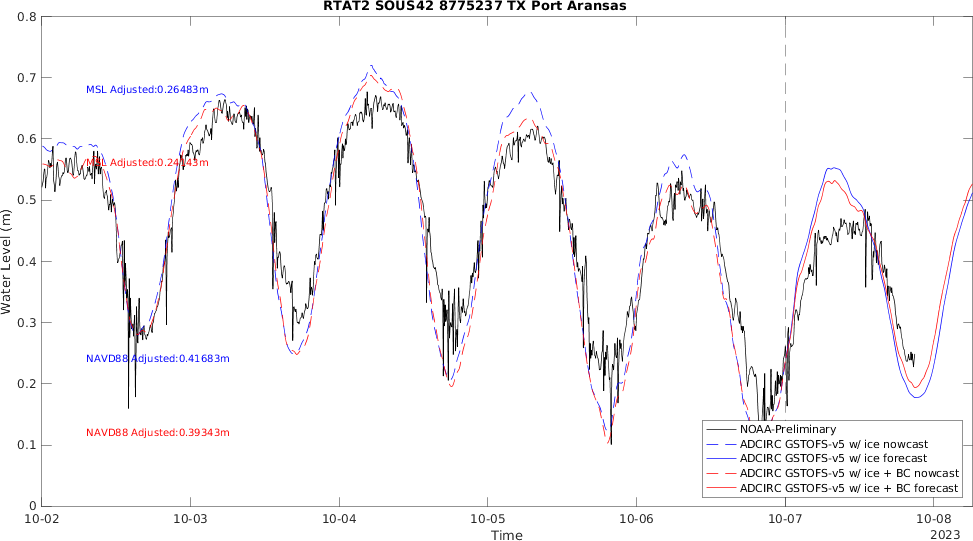 RTAT2 SOUS42 8775237 TX Port Aransas
Water Level (m)
0.8
0.7
0.6
0.5
0.4
0.3
0.2
0.1
0
MSL Adjusted:0.26483m
MSL Adjusted:0.24143m
NAVD88 Adjusted:0.41683m
NAVD88 Adjusted:0.39343m
NOAA-Preliminary
ADCIRC GSTOFS-v5 w/ ice nowcast
ADCIRC GSTOFS-v5 w/ ice forecast
ADCIRC GSTOFS-v5 w/ ice + BC nowcast
ADCIRC GSTOFS-v5 w/ ice + BC forecast
10-02 10-03 10-04 10-05 10-06 10-07 10-08
Time
2023